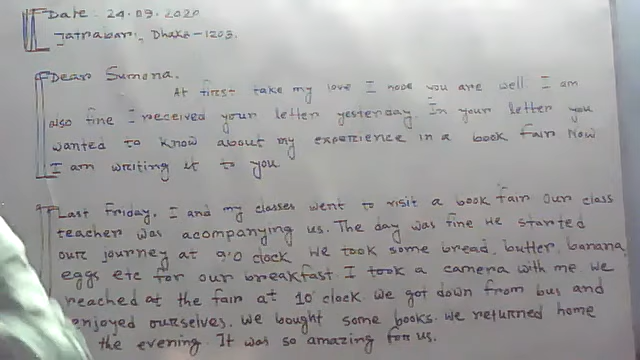 Date: 24.09.2020
Jatrabari, Dhaka-1203.
Dear Sumona.
At first take my love I hope you are well I am
also fine I received your letter yesterday. In your letter you
wanted to know about my experience in a book fair Now
I am writing it to you
Last Friday, I and my classes went to visit a book fair our class
teacher was acompanying us. The day was fine He started
our journey at 9.0 clock we took some bread, butter, banana,
eggs etc for our breakfast I took a camera with me we
reached at the fair at 10 clock we got down from bus and
enjoyed ourselves. we bought some books. we returned home
the evening. It was so amazing for us.